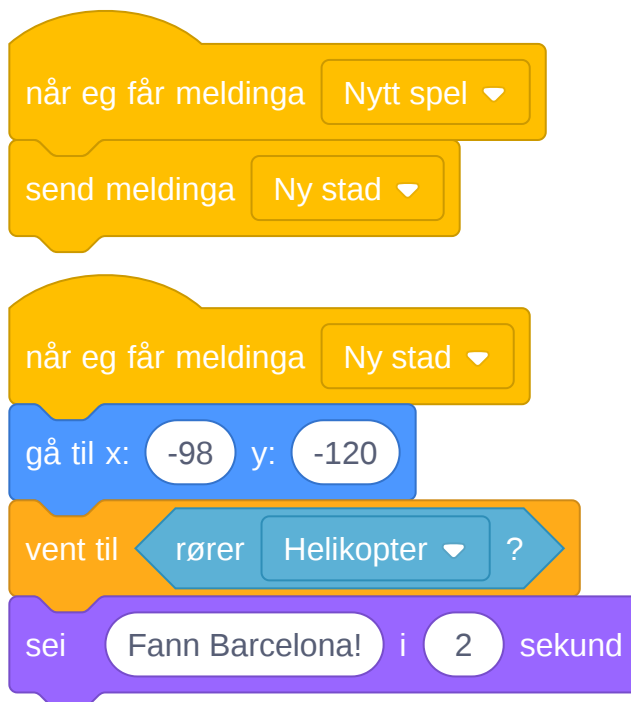 når eg får meldinga Nytt spel
send meldinga Ny stad
når eg får meldinga Ny stad
gå til x: -98 y: -120
vent til rører Helikopter ?
sei Fann Barcelona! i 2 sekund